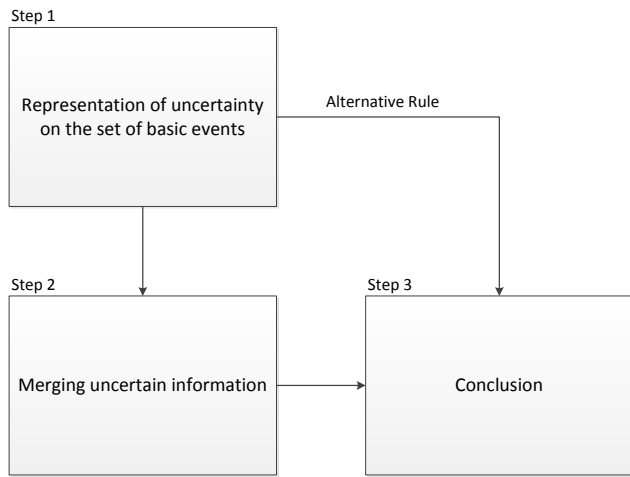 Step 1
Representation of uncertainty
on the set of basic events
Alternative Rule
Step 2
Merging uncertain information
Step 3
Conclusion